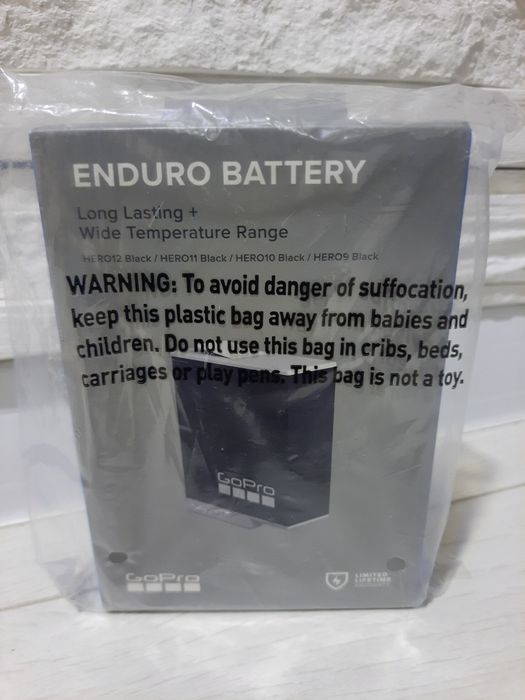 ENDURO BATTERY
Long Lasting +
Wide Temperature Range
HERO12 Black / HERO11 Black / HERO10 Black / HERO9 Black
WARNING: To avoid danger of suffocation,
keep this plastic bag away from babies and
children. Do not use this bag in cribs, beds,
carriages or play pens. This bag is not a toy.
GoPro
GoPro
LIMITED
LIFETIME